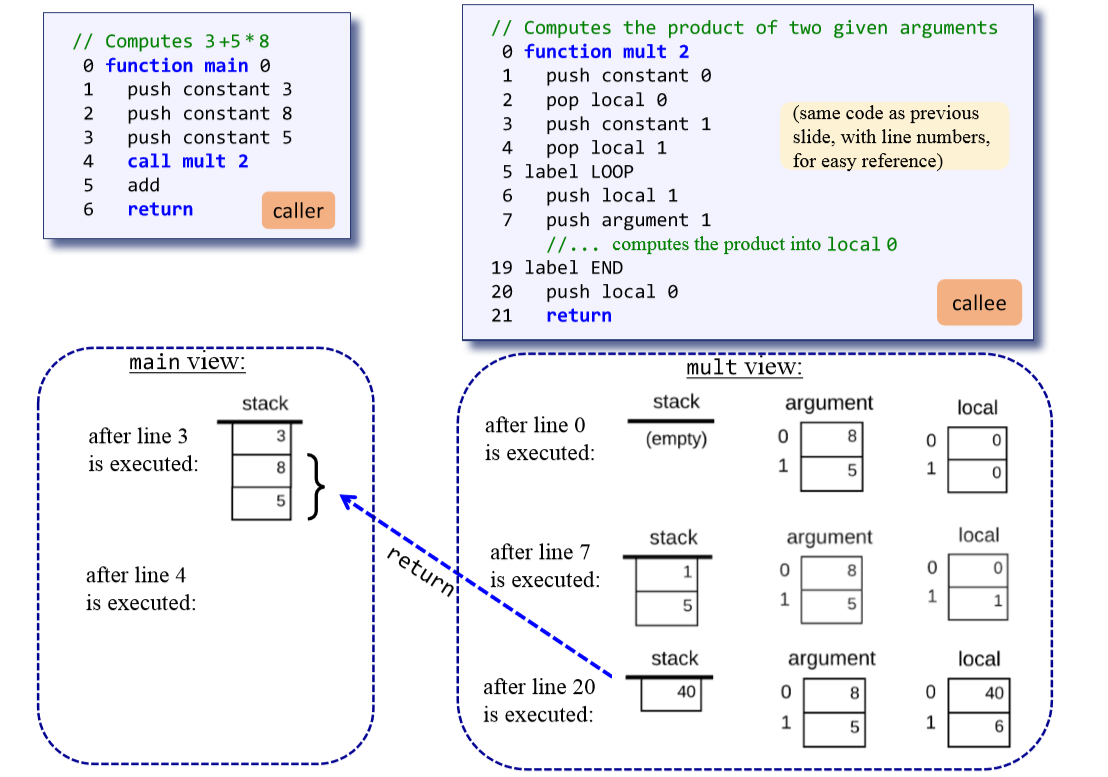 // Computes 3+5*8
0 function main 0
1 push constant 3
2 push constant 8
3 push constant 5
4 call mult 2
5 add
6 return
caller
// Computes the product of two given arguments
0 function mult 2
1 push constant 0
2 pop local 0
3 push constant 1
4 pop local 1
5 label LOOP
6 push local 1
7 push argument 1
//... computes the product into local 0
19 label END
20 push local 0
21 return
(same code as previous
slide, with line numbers,
for easy reference)
callee
main view:
stack
after line 3
is executed:
3
8
5
after line 4
is executed:
return
mult view:
after line 0
is executed:
stack
(empty)
argument
0 8
1 5
local
0 0
1 0
after line 7
is executed:
stack
1
5
argument
0 8
1 5
local
0 0
1 1
after line 20
is executed:
stack
40
argument
0 8
1 5
local
0 40
1 6